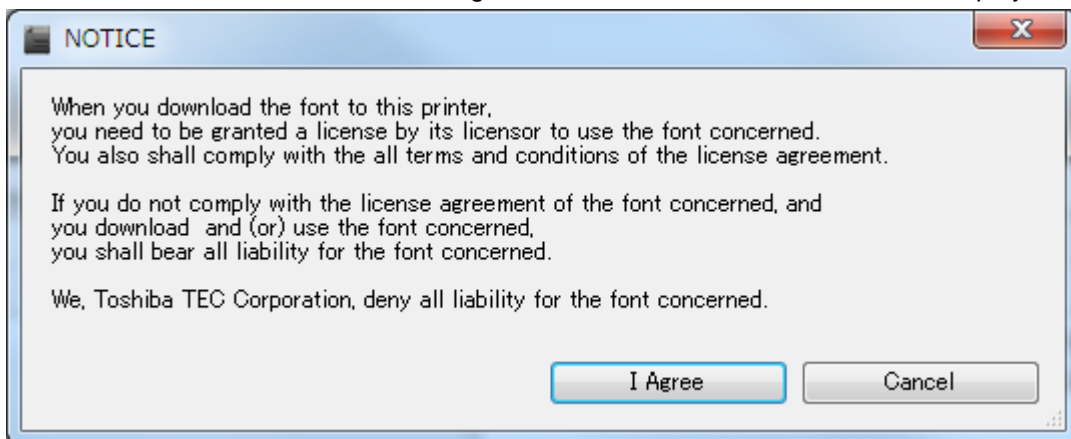 NOTICE
When you download the font to this printer,
you need to be granted a license by its licensor to use the font concerned.
You also shall comply with the all terms and conditions of the license agreement.
If you do not comply with the license agreement of the font concerned, and
you download  and (or) use the font concerned,
you shall bear all liability for the font concerned.
We, Toshiba TEC Corporation, deny all liability for the font concerned.
I Agree
Cancel